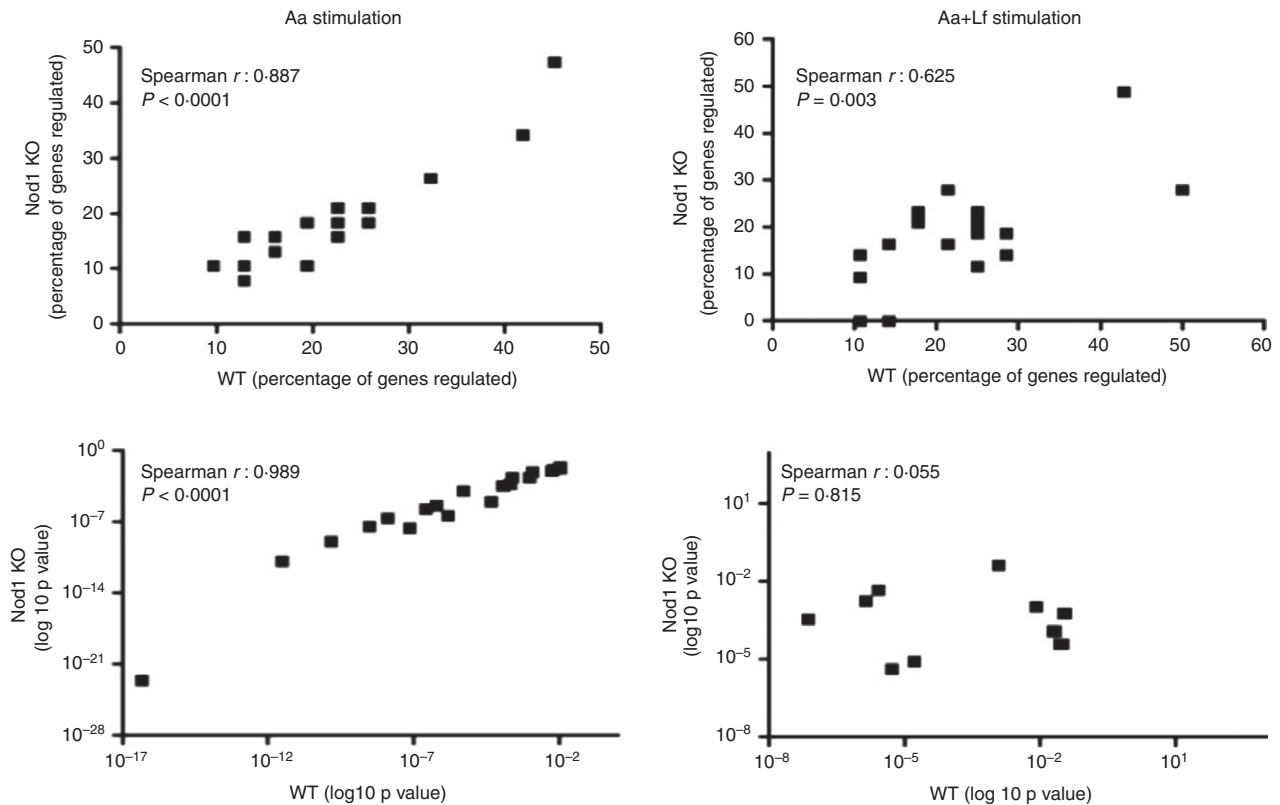 Aa stimulation
Spearman r : 0·887
P < 0·0001
Nod1 KO
(percentage of genes regulated)
50
40
30
20
10
0
0 10 20 30 40 50
WT (percentage of genes regulated)
Aa+Lf stimulation
Spearman r : 0·625
P = 0·003
Nod1 KO
(percentage of genes regulated)
60
50
40
30
20
10
0
0 10 20 30 40 50 60
WT (percentage of genes regulated)
Spearman r : 0·989
P < 0·0001
Nod1 KO
(log 10 p value)
10⁰
10⁻⁷
10⁻¹⁴
10⁻²¹
10⁻²⁸
10⁻¹⁷ 10⁻¹² 10⁻⁷ 10⁻²
WT (log10 p value)
Spearman r : 0·055
P = 0·815
Nod1 KO
(log10 p value)
10¹
10⁻²
10⁻⁵
10⁻⁸
10⁻⁸ 10⁻⁵ 10⁻² 10¹
WT (log 10 p value)